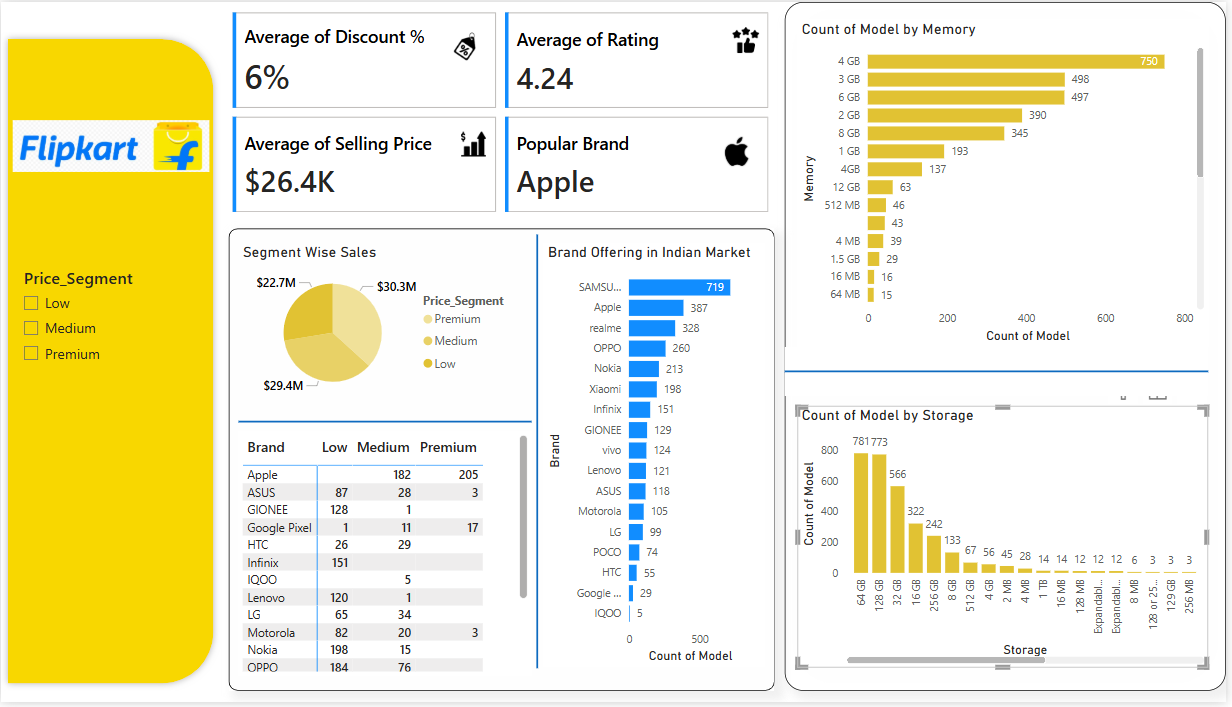 Flipkart
Price_Segment
Low
Medium
Premium
Average of Discount %
6%
Average of Rating
4.24
Average of Selling Price
$26.4K
Popular Brand
Apple
Segment Wise Sales
$22.7M
$30.3M
$29.4M
Price_Segment
Premium
Medium
Low
Brand Low Medium Premium
Apple 182 205
ASUS 87 28 3
GIONEE 128 1
Google Pixel 1 11 17
HTC 26 29
Infinix 151
IQOO 5
Lenovo 120 1
LG 65 34
Motorola 82 20 3
Nokia 198 15
OPPO 184 76
Brand Offering in Indian Market
Brand
SAMSU... 719
Apple 387
realme 328
OPPO 260
Nokia 213
Xiaomi 198
Infinix 151
GIONEE 129
vivo 124
Lenovo 121
ASUS 118
Motorola 105
LG 99
POCO 74
HTC 55
Google ... 29
IQOO 5
0 500
Count of Model
Count of Model by Memory
Memory
4 GB 750
3 GB 498
6 GB 497
2 GB 390
8 GB 345
1 GB 193
4GB 137
12 GB 63
512 MB 46
43
4 MB 39
1.5 GB 29
16 MB 16
64 MB 15
0 200 400 600 800
Count of Model
Count of Model by Storage
Count of Model
800
600
400
200
0
781 773 566 322 242 133 67 56 45 28 14 14 12 12 12 6 3 3 3
64 GB
128 GB
32 GB
16 GB
256 GB
8 GB
512 GB
4 GB
2 MB
4 MB
1 TB
16 MB
128 MB
Expandabl...
Expandabl...
8 MB
128 or 25...
129 GB
256 MB
Storage